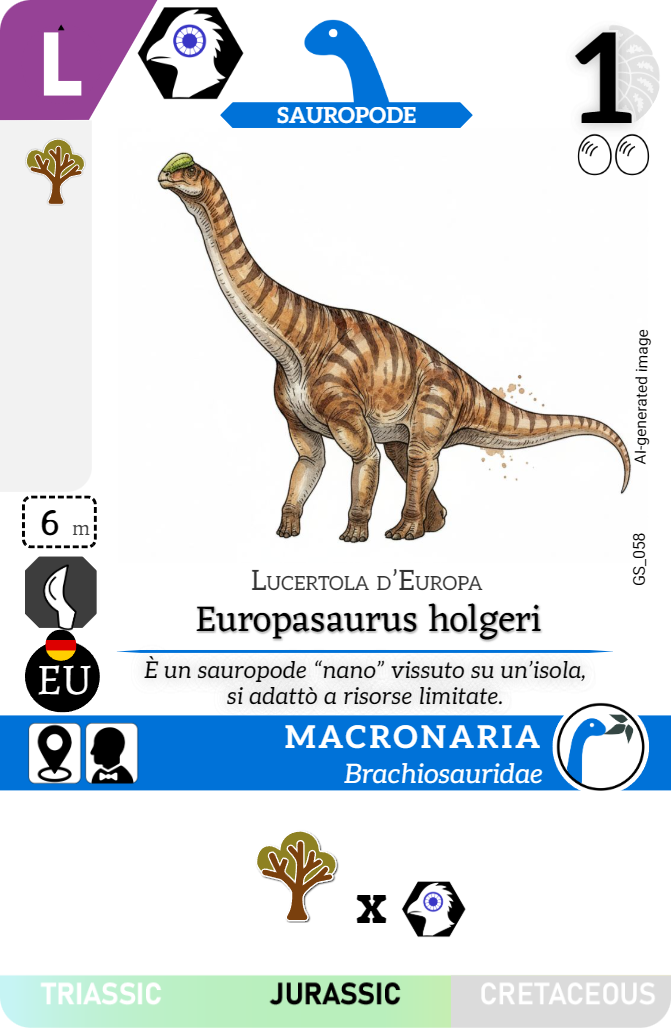 L
SAUROPODE
1
AI-generated image
GS_058
6 m
EU
Lucertola d'Europa
Europasaurus holgeri
È un sauropode “nano” vissuto su un'isola,
si adattò a risorse limitate.
MACRONARIA
Brachiosauridae
x
TRIASSIC JURASSIC CRETACEOUS